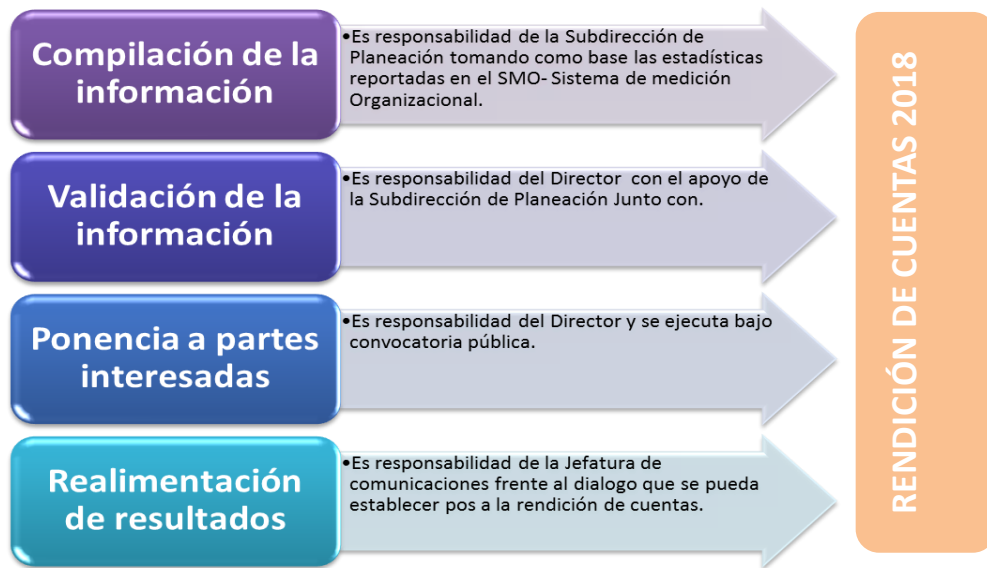 Compilación de la
información
•Es responsabilidad de la Subdirección de
Planeación tomando como base las estadísticas
reportadas en el SMO- Sistema de medición
Organizacional.
Validación de la
información
•Es responsabilidad del Director con el apoyo de
la Subdirección de Planeación Junto con.
Ponencia a partes
interesadas
•Es responsabilidad del Director y se ejecuta bajo
convocatoria pública.
Realimentación
de resultados
•Es responsabilidad de la Jefatura de
comunicaciones frente al dialogo que se pueda
establecer pos a la rendición de cuentas.
RENDICIÓN DE CUENTAS 2018